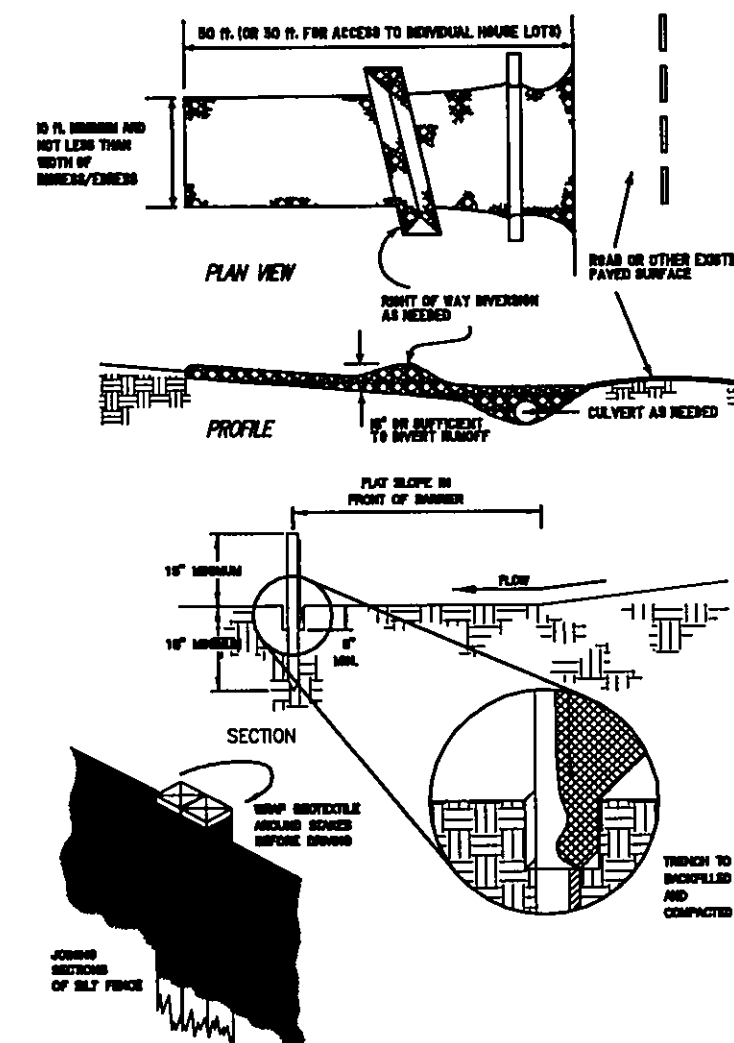 50 ft. (OR 30 ft. FOR ACCESS TO INDIVIDUAL HOUSE LOTS)
10 ft. MINIMUM AND
NOT LESS THAN
WIDTH OF
INGRESS/EGRESS
PLAN VIEW
ROAD OR OTHER EXISTI
PAVED SURFACE
RIGHT OF WAY DIVERSION
AS NEEDED
PROFILE
18" OR SUFFICIENT
TO DIVERT RUNOFF
CULVERT AS NEEDED
FLAT SLOPE IN
FRONT OF BARRIER
MINIMUM
FLOW
MINIMUM
MIN.
SECTION
WRAP GEOTEXTILE
AROUND STAKES
BEFORE DRIVING
TRENCH TO
BACKFILLED
AND
COMPACTED
JOINING
SECTIONS
OF SILT FENCE